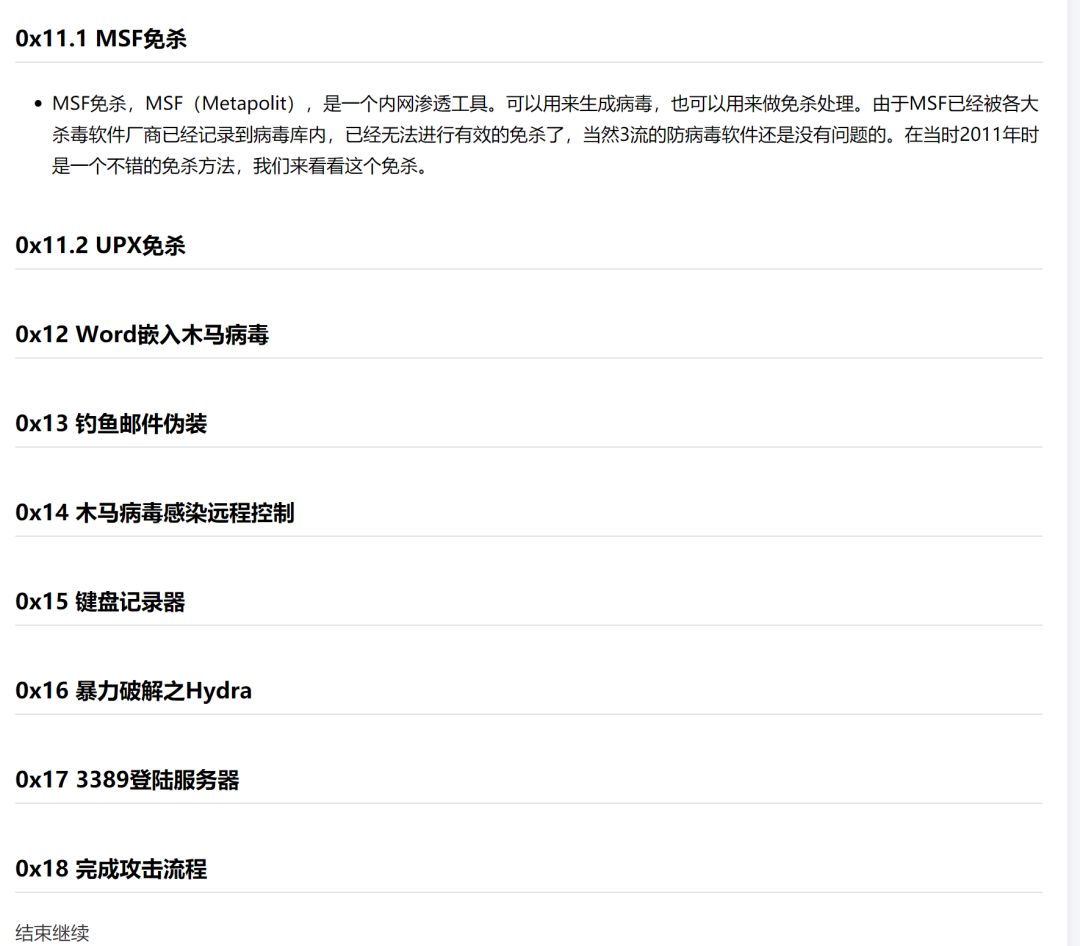 0x11.1 MSF免杀
• MSF免杀，MSF（Metapolit），是一个内网渗透工具。可以用来生成病毒，也可以用来做免杀处理。由于MSF已经被各大
杀毒软件厂商已经记录到病毒库内，已经无法进行有效的免杀了，当然3流的防病毒软件还是没有问题的。在当时2011年时
是一个不错的免杀方法，我们来看看这个免杀。
0x11.2 UPX免杀
0x12 Word嵌入木马病毒
0x13 钓鱼邮件伪装
0x14 木马病毒感染远程控制
0x15 键盘记录器
0x16 暴力破解之Hydra
0x17 3389登陆服务器
0x18 完成攻击流程
结束继续